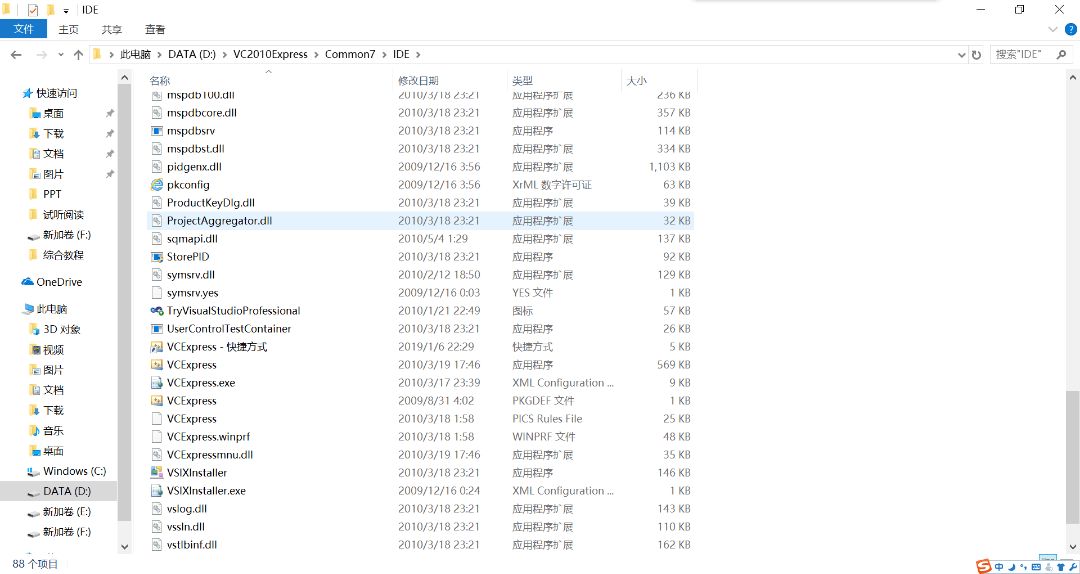 IDE
文件 主页 共享 查看
此电脑 DATA (D:) VC2010Express Common7 IDE 搜索"IDE"
名称 修改日期 类型 大小
快速访问
桌面
下载
文档
图片
PPT
试听阅读
新加卷 (F:)
综合教程
OneDrive
此电脑
3D 对象
视频
图片
文档
下载
音乐
桌面
Windows (C:)
DATA (D:)
新加卷 (E:)
新加卷 (F:)
mspdb100.dll 2010/3/18 23:21 应用程序扩展 236 KB
mspdbcore.dll 2010/3/18 23:21 应用程序扩展 357 KB
mspdbsrv 2010/3/18 23:21 应用程序 114 KB
mspdbst.dll 2010/3/18 23:21 应用程序扩展 334 KB
pidgenx.dll 2009/12/16 3:56 应用程序扩展 1,103 KB
pkconfig 2009/12/16 3:56 XrML 数字许可证 63 KB
ProductKeyDlg.dll 2010/3/18 23:21 应用程序扩展 39 KB
ProjectAggregator.dll 2010/3/18 23:21 应用程序扩展 32 KB
sqmapi.dll 2010/5/4 1:29 应用程序扩展 137 KB
StorePID 2010/3/18 23:21 应用程序 92 KB
symsrv.dll 2010/2/12 18:50 应用程序扩展 129 KB
symsrv.yes 2009/12/16 0:03 YES 文件 1 KB
TryVisualStudioProfessional 2010/1/21 22:49 图标 57 KB
UserControlTestContainer 2010/3/18 23:21 应用程序 26 KB
VCExpress - 快捷方式 2019/1/6 22:29 快捷方式 5 KB
VCExpress 2010/3/19 17:46 应用程序 569 KB
VCExpress.exe 2010/3/17 23:39 XML Configuration ... 9 KB
VCExpress 2009/8/31 4:02 PKGDEF 文件 1 KB
VCExpress 2010/3/18 1:58 PICS Rules File 25 KB
VCExpress.winprf 2010/3/18 1:58 WINPRF 文件 48 KB
VCExpressmnu.dll 2010/3/19 17:46 应用程序扩展 35 KB
VSIXInstaller 2010/3/18 23:21 应用程序 146 KB
VSIXInstaller.exe 2009/12/16 0:24 XML Configuration ... 1 KB
vslog.dll 2010/3/18 23:21 应用程序扩展 143 KB
vssln.dll 2010/3/18 23:21 应用程序扩展 110 KB
vstlbinf.dll 2010/3/18 23:21 应用程序扩展 162 KB
88 个项目
中